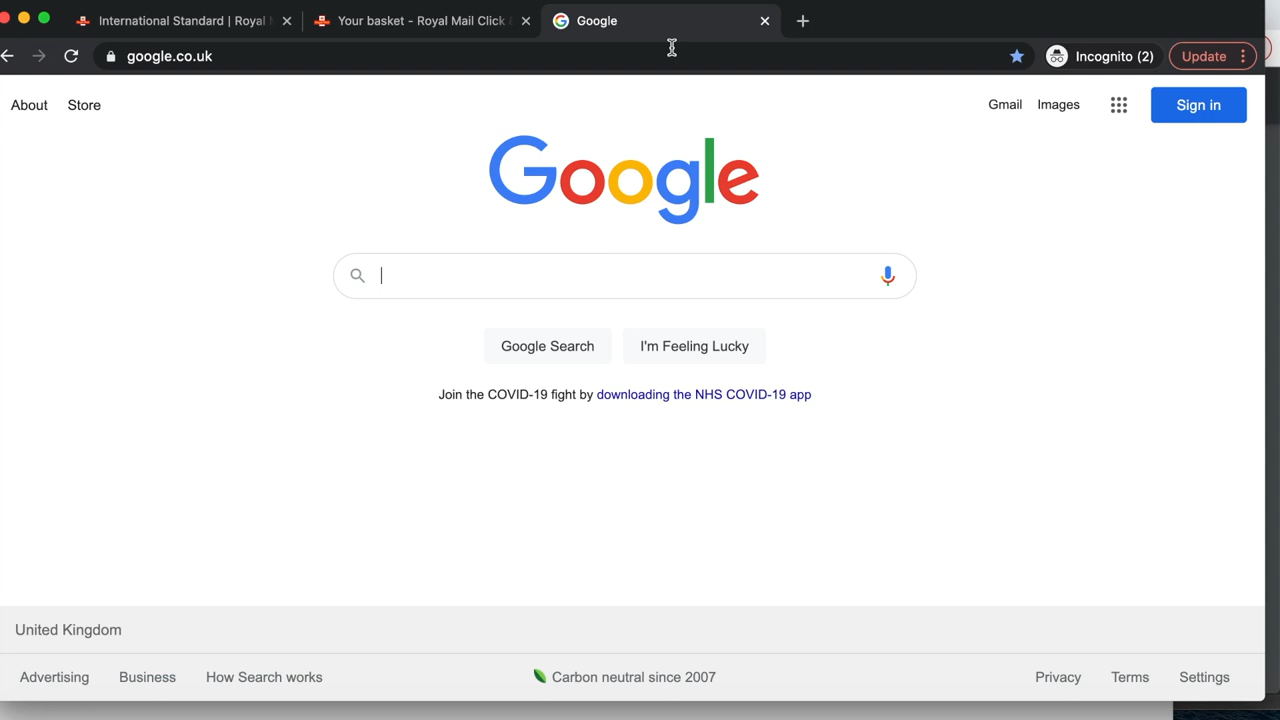 International Standard | Royal
Your basket - Royal Mail Click
Google
google.co.uk
Incognito (2)
Update
About
Store
Gmail
Images
Sign in
Google
Google Search
I'm Feeling Lucky
Join the COVID-19 fight by downloading the NHS COVID-19 app
United Kingdom
Advertising
Business
How Search works
Carbon neutral since 2007
Privacy
Terms
Settings